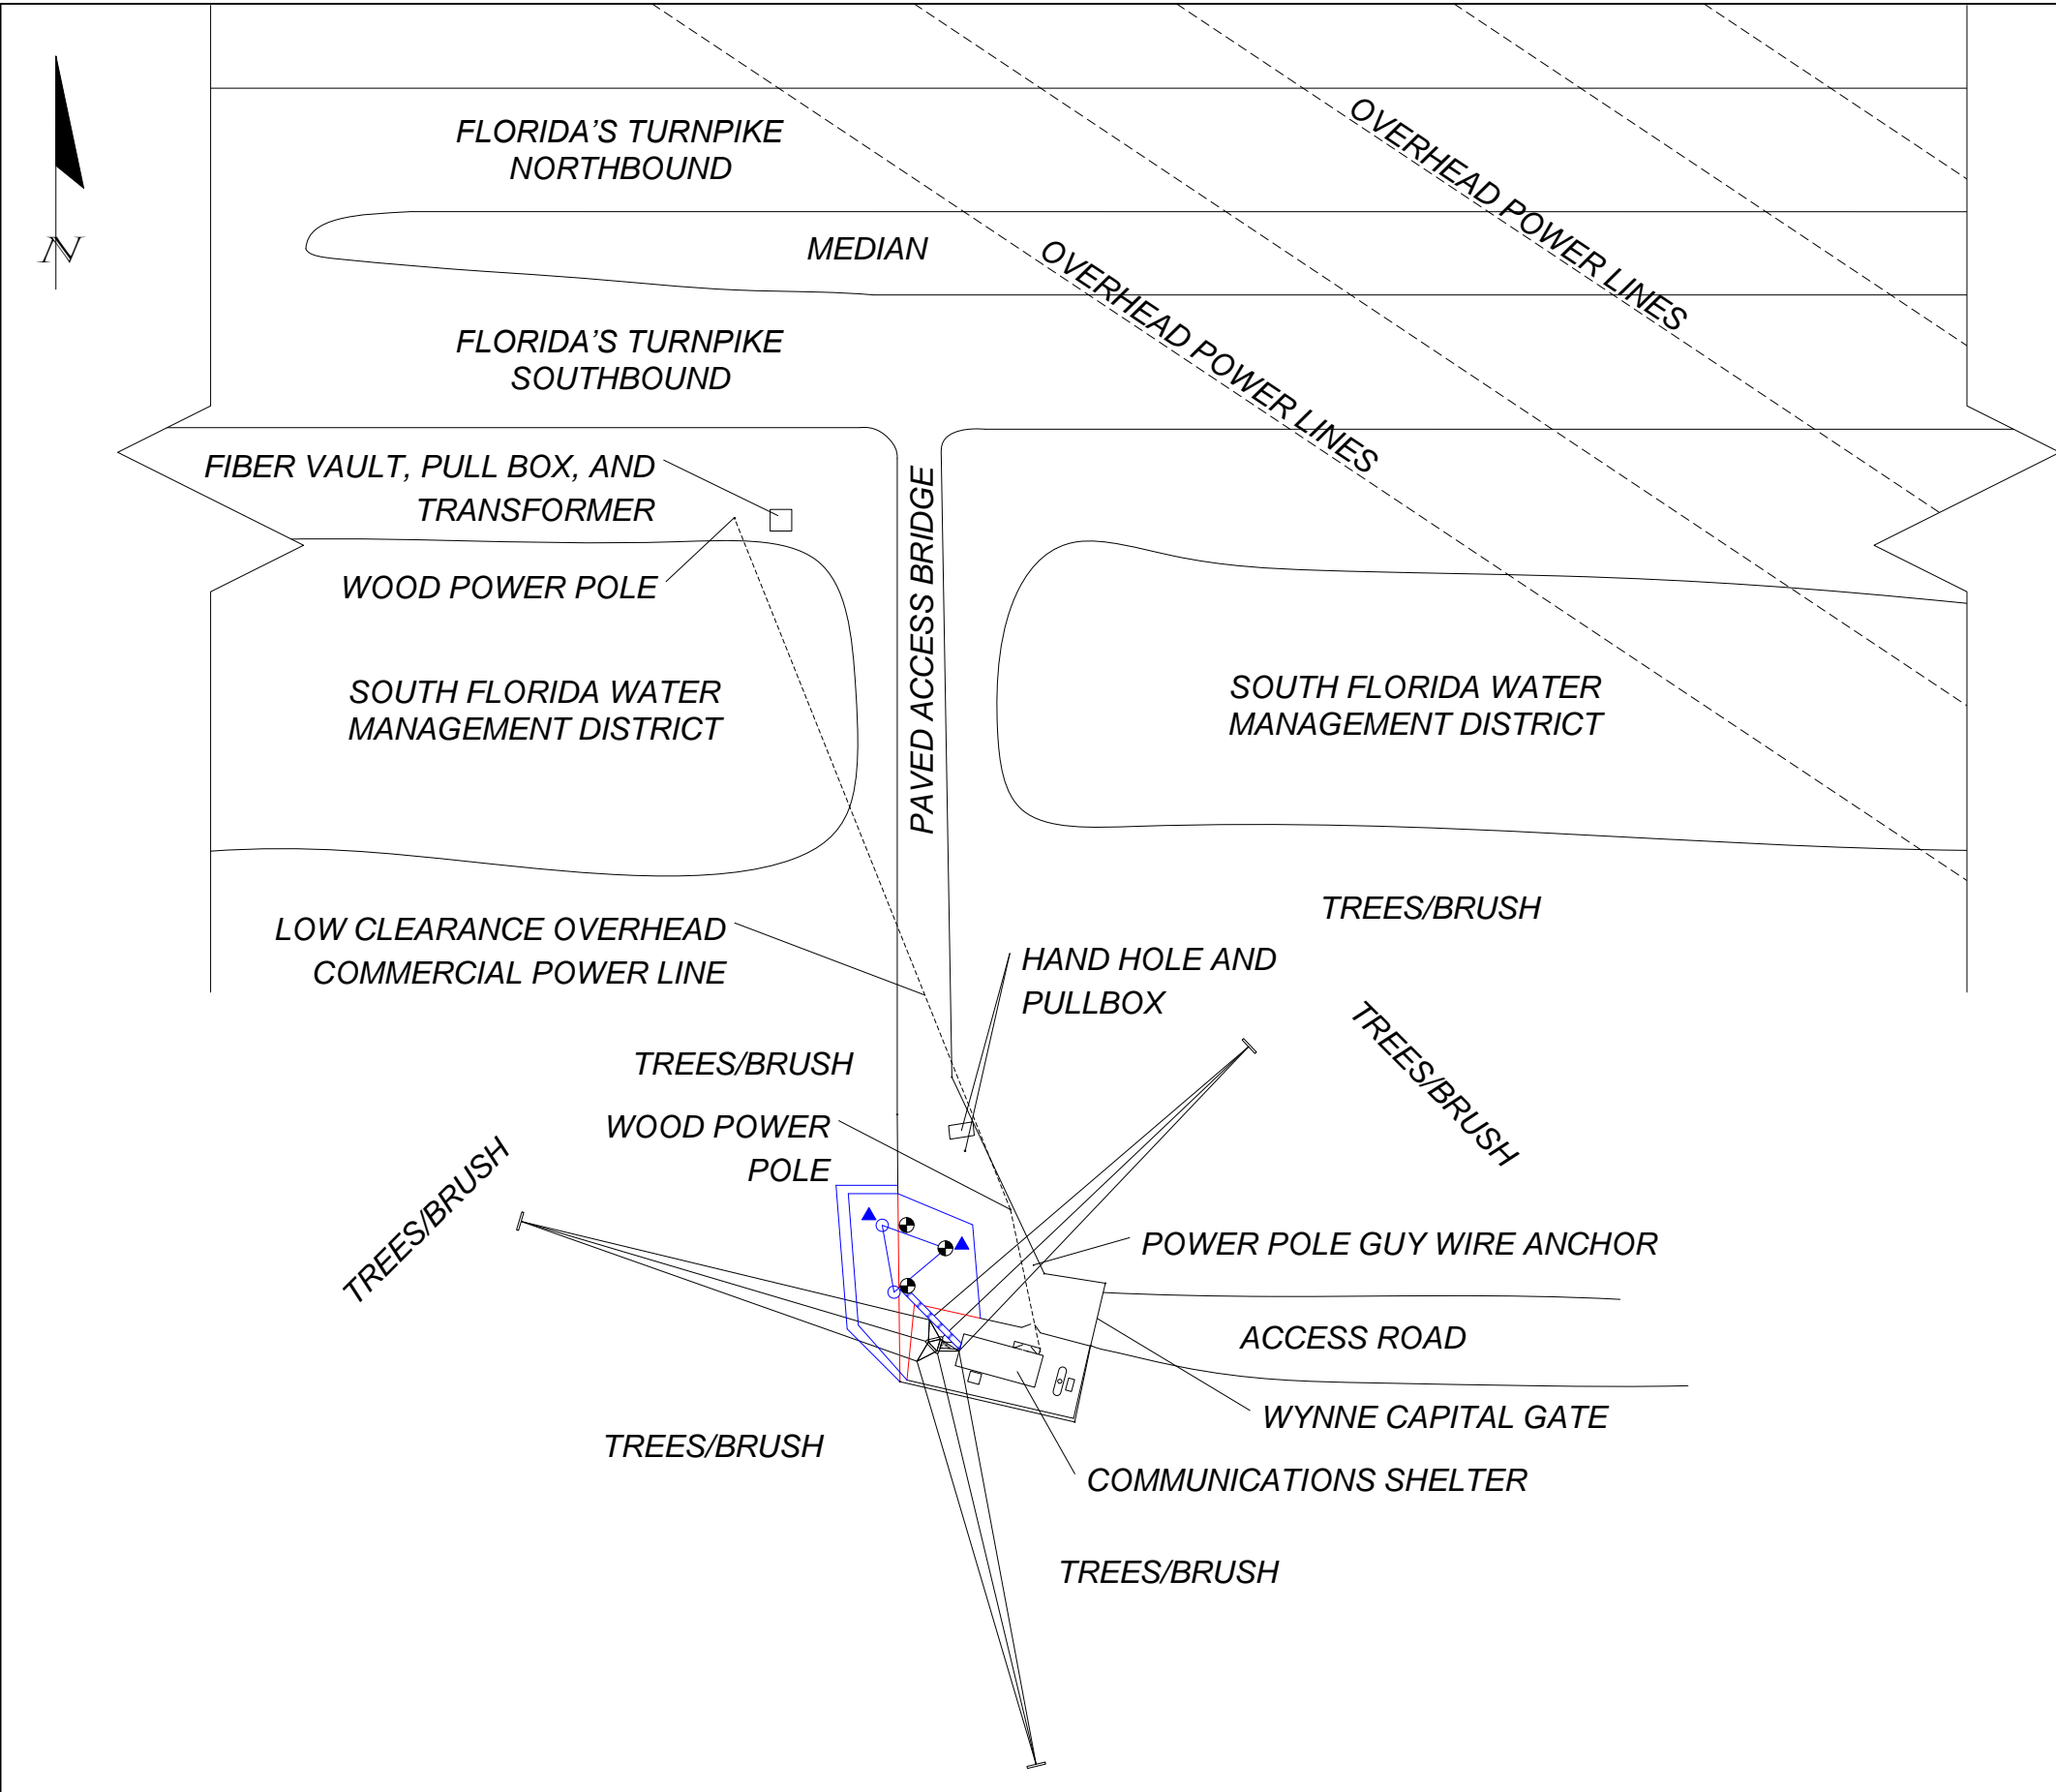 FLORIDA'S TURNPIKE
NORTHBOUND
OVERHEAD POWER LINES
N
MEDIAN
OVERHEAD POWER LINES
FLORIDA'S TURNPIKE
SOUTHBOUND
FIBER VAULT, PULL BOX, AND
TRANSFORMER
WOOD POWER POLE
PAVED ACCESS BRIDGE
SOUTH FLORIDA WATER
MANAGEMENT DISTRICT
SOUTH FLORIDA WATER
MANAGEMENT DISTRICT
TREES/BRUSH
LOW CLEARANCE OVERHEAD
COMMERCIAL POWER LINE
HAND HOLE AND
PULLBOX
TREES/BRUSH
TREES/BRUSH
WOOD POWER
POLE
TREES/BRUSH
POWER POLE GUY WIRE ANCHOR
ACCESS ROAD
WYNNE CAPITAL GATE
TREES/BRUSH
COMMUNICATIONS SHELTER
TREES/BRUSH